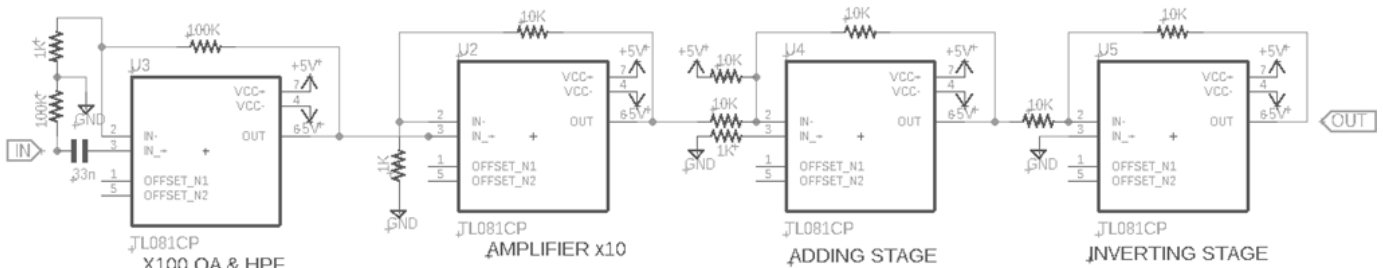 IN
1K
100K
GND
33n
100K
U3
+5V
7
VCC+
4
VCC-
2
IN-
OUT
6
-5V
3
IN_+
1
OFFSET_N1
5
OFFSET_N2
TL081CP
X100 OA & HPF
10K
U2
+5V
7
VCC+
4
VCC-
2
IN-
OUT
6
-5V
3
IN_+
1K
1
OFFSET_N1
5
OFFSET_N2
GND
TL081CP
AMPLIFIER x10
10K
+5V
U4
+5V
10K
7
VCC+
4
VCC-
10K
2
IN-
OUT
6
-5V
3
IN_+
1K
GND
1
OFFSET_N1
5
OFFSET_N2
TL081CP
ADDING STAGE
10K
U5
+5V
7
VCC+
4
VCC-
10K
2
IN-
OUT
6
-5V
3
IN_+
GND
1
OFFSET_N1
5
OFFSET_N2
TL081CP
INVERTING STAGE
OUT